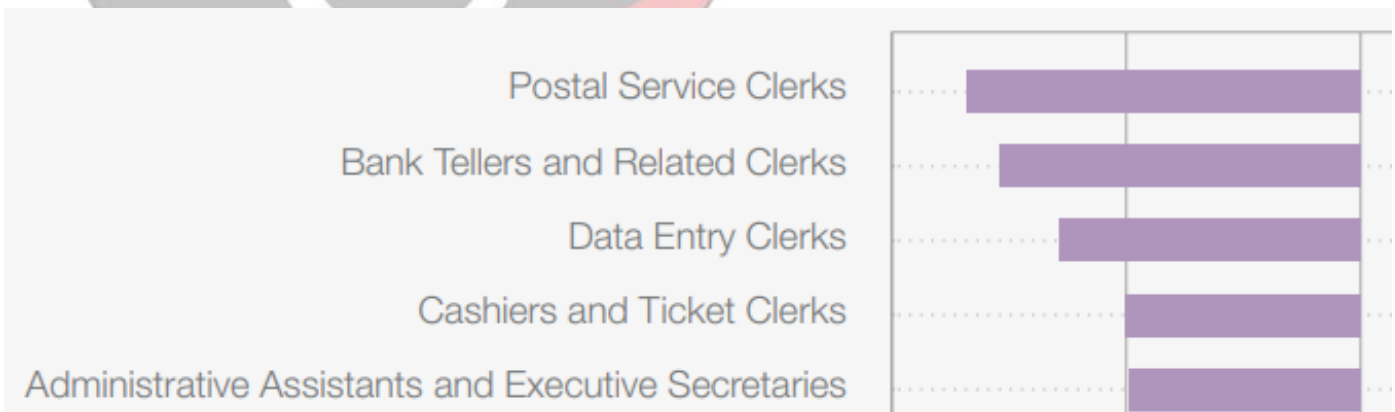 Postal Service Clerks
Bank Tellers and Related Clerks
Data Entry Clerks
Cashiers and Ticket Clerks
Administrative Assistants and Executive Secretaries